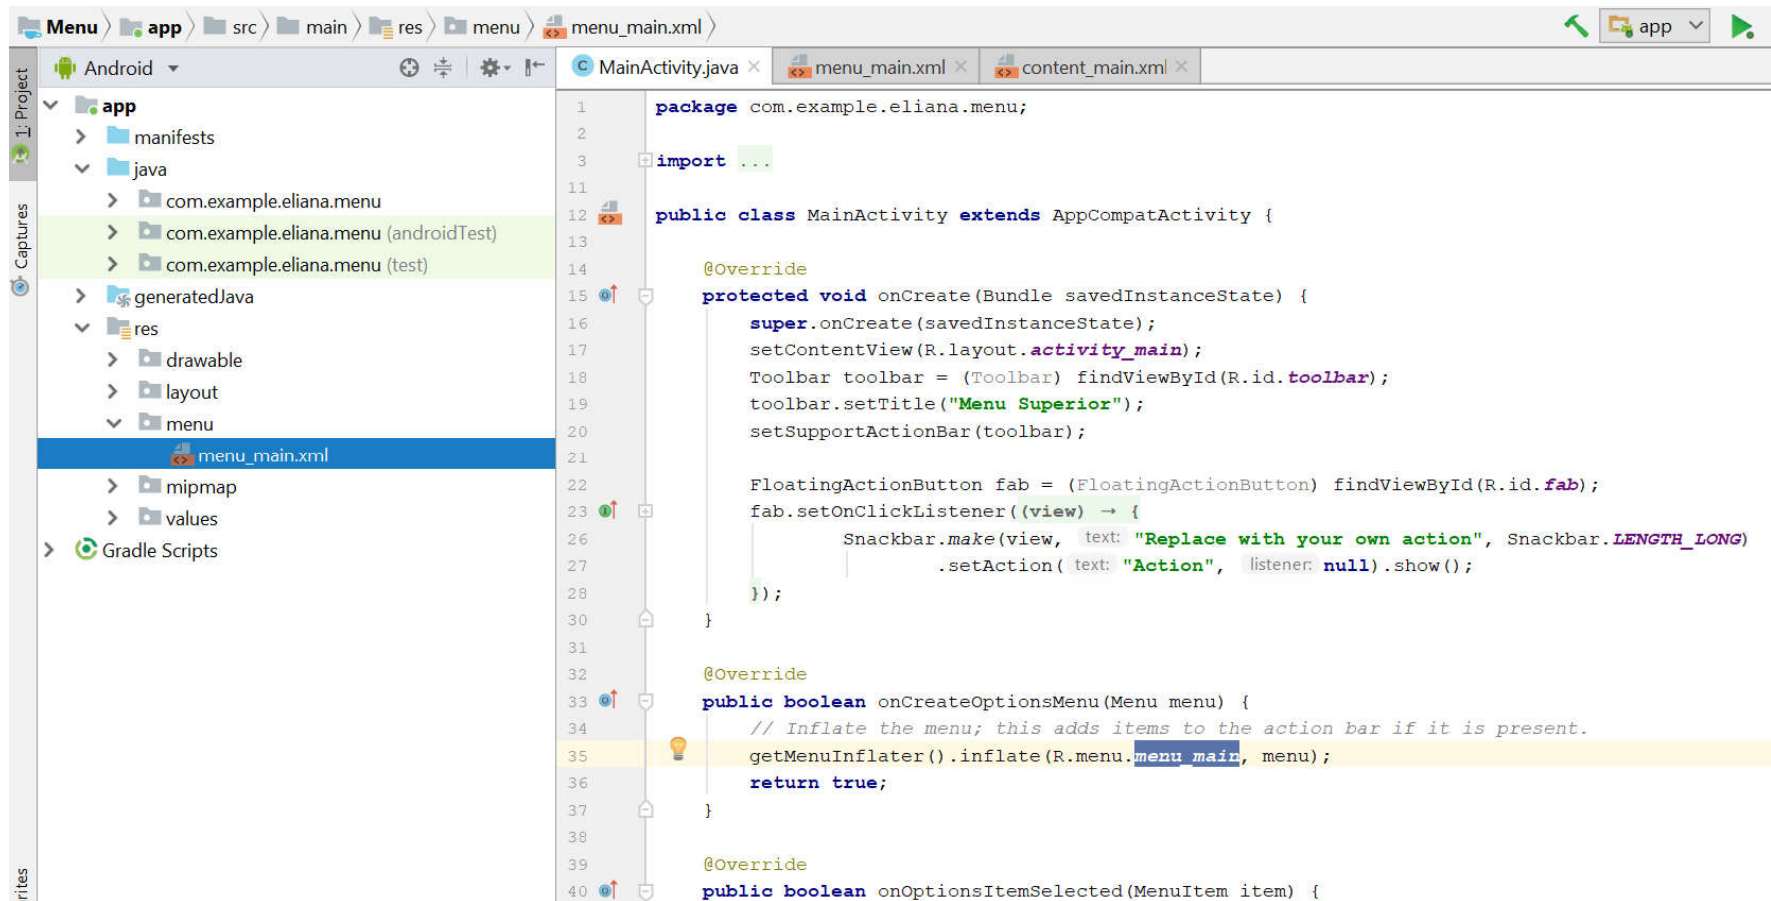 Menu app src main res menu menu_main.xml app
1: Project
Captures
Android
app
manifests
java
com.example.eliana.menu
com.example.eliana.menu (androidTest)
com.example.eliana.menu (test)
generatedJava
res
drawable
layout
menu
menu_main.xml
mipmap
values
Gradle Scripts
MainActivity.java menu_main.xml content_main.xml
1 package com.example.eliana.menu;
2
3 import ...
11
12 public class MainActivity extends AppCompatActivity {
13
14 @Override
15 protected void onCreate(Bundle savedInstanceState) {
16 super.onCreate(savedInstanceState);
17 setContentView(R.layout.activity_main);
18 Toolbar toolbar = (Toolbar) findViewById(R.id.toolbar);
19 toolbar.setTitle("Menu Superior");
20 setSupportActionBar(toolbar);
21
22 FloatingActionButton fab = (FloatingActionButton) findViewById(R.id.fab);
23 fab.setOnClickListener((view) → {
26 Snackbar.make(view, text: "Replace with your own action", Snackbar.LENGTH_LONG)
27 .setAction( text: "Action", listener: null).show();
28 });
30 }
31
32 @Override
33 public boolean onCreateOptionsMenu(Menu menu) {
34 // Inflate the menu; this adds items to the action bar if it is present.
35 getMenuInflater().inflate(R.menu.menu_main, menu);
36 return true;
37 }
38
39 @Override
40 public boolean onOptionsItemSelected(MenuItem item) {